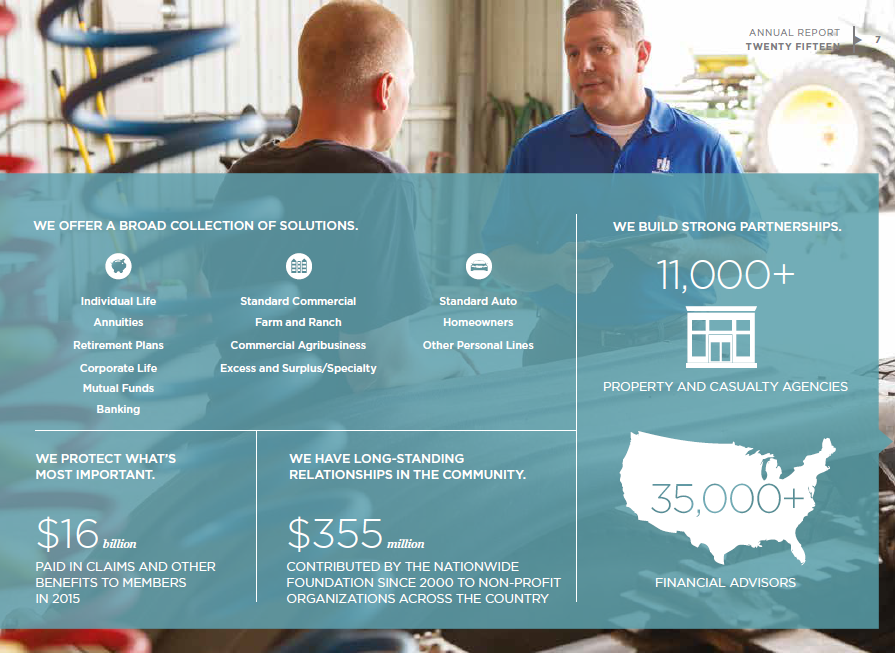 ANNUAL REPORT
TWENTY FIFTEEN
7
WE OFFER A BROAD COLLECTION OF SOLUTIONS.
Individual Life
Annuities
Retirement Plans
Corporate Life
Mutual Funds
Banking
Standard Commercial
Farm and Ranch
Commercial Agribusiness
Excess and Surplus/Specialty
Standard Auto
Homeowners
Other Personal Lines
WE PROTECT WHAT'S
MOST IMPORTANT.
$16 billion
PAID IN CLAIMS AND OTHER
BENEFITS TO MEMBERS
IN 2015
WE HAVE LONG-STANDING
RELATIONSHIPS IN THE COMMUNITY.
$355 million
CONTRIBUTED BY THE NATIONWIDE
FOUNDATION SINCE 2000 TO NON-PROFIT
ORGANIZATIONS ACROSS THE COUNTRY
WE BUILD STRONG PARTNERSHIPS.
11,000+
PROPERTY AND CASUALTY AGENCIES
35,000+
FINANCIAL ADVISORS